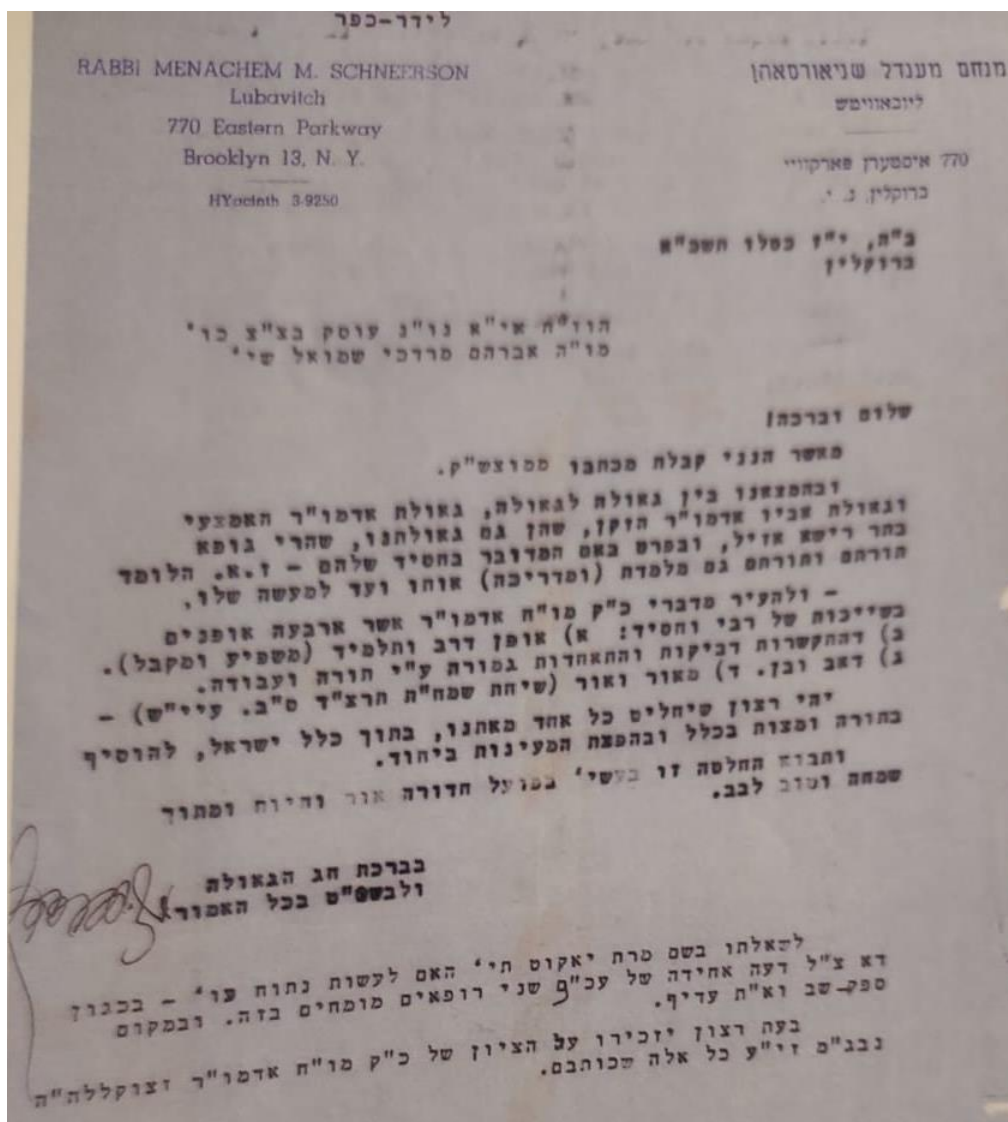 לידר-כפר
RABBI MENACHEM M. SCHNEERSON
Lubavitch
770 Eastern Parkway
Brooklyn 13, N. Y.
HYacinth 3-9250
מנחם מענדל שניאורסאהן
ליובאוויטש
770 איסטערן פארקוויי
ברוקלין, נ. י.
ב"ה, י"ז כסלו תשכ"א
ברוקלין
הוו"ח אי"א נו"נ עוסק בצ"צ כו'
מו"ה אברהם מרדכי שמואל שי'
שלום וברכה!
מאשר הנני קבלת מכתבו ממוצש"ק.
ובהמצאנו בין גאולה לגאולה, גאולת אדמו"ר האמצעי
וגאולת אביו אדמו"ר הזקן, שהן גם גאולתנו, שהרי גופא
בתר רישא אזיל, ובפרט באם המדובר בחסיד שלהם - ז.א. הלומד
תורתם ותורתם גם מלמדת (ומדריכה) אותו ועד למעשה שלו,
- ולהעיר מדברי כ"ק מו"ח אדמו"ר אשר ארבעה אופנים
בשייכות של רבי וחסיד: א) אופן דרב ותלמיד (משפיע ומקבל).
ב) דהתקשרות דביקות והתאחדות גמורה ע"י תורה ועבודה.
ג) דאב ובן. ד) מאור ואור (שיחת שמח"ת תרצ"ד ס"ב. עיי"ש) -
יהי רצון שיחליט כל אחד מאתנו, בתוך כלל ישראל, להוסיף
בתורה ומצות בכלל ובהפצת המעינות ביחוד.
ותבוא החלטה זו בעשי' בפועל חדורה אור וחיות ומתוך
שמחה וטוב לבב.
בברכת חג הגאולה
ולבשו"ט בכל האמור
לשאלתו בשם מרת יאקוט תי' האם לעשות נתוח עו' - בכגון
דא צ"ל דעה אחידה של עכ"פ שני רופאים מומחים בזה. ובמקום
ספק-שב וא"ת עדיף.
בעת רצון יזכירו על הציון של כ"ק מו"ח אדמו"ר זצוקללה"ה
נבג"מ זי"ע כל אלה שכותבם.